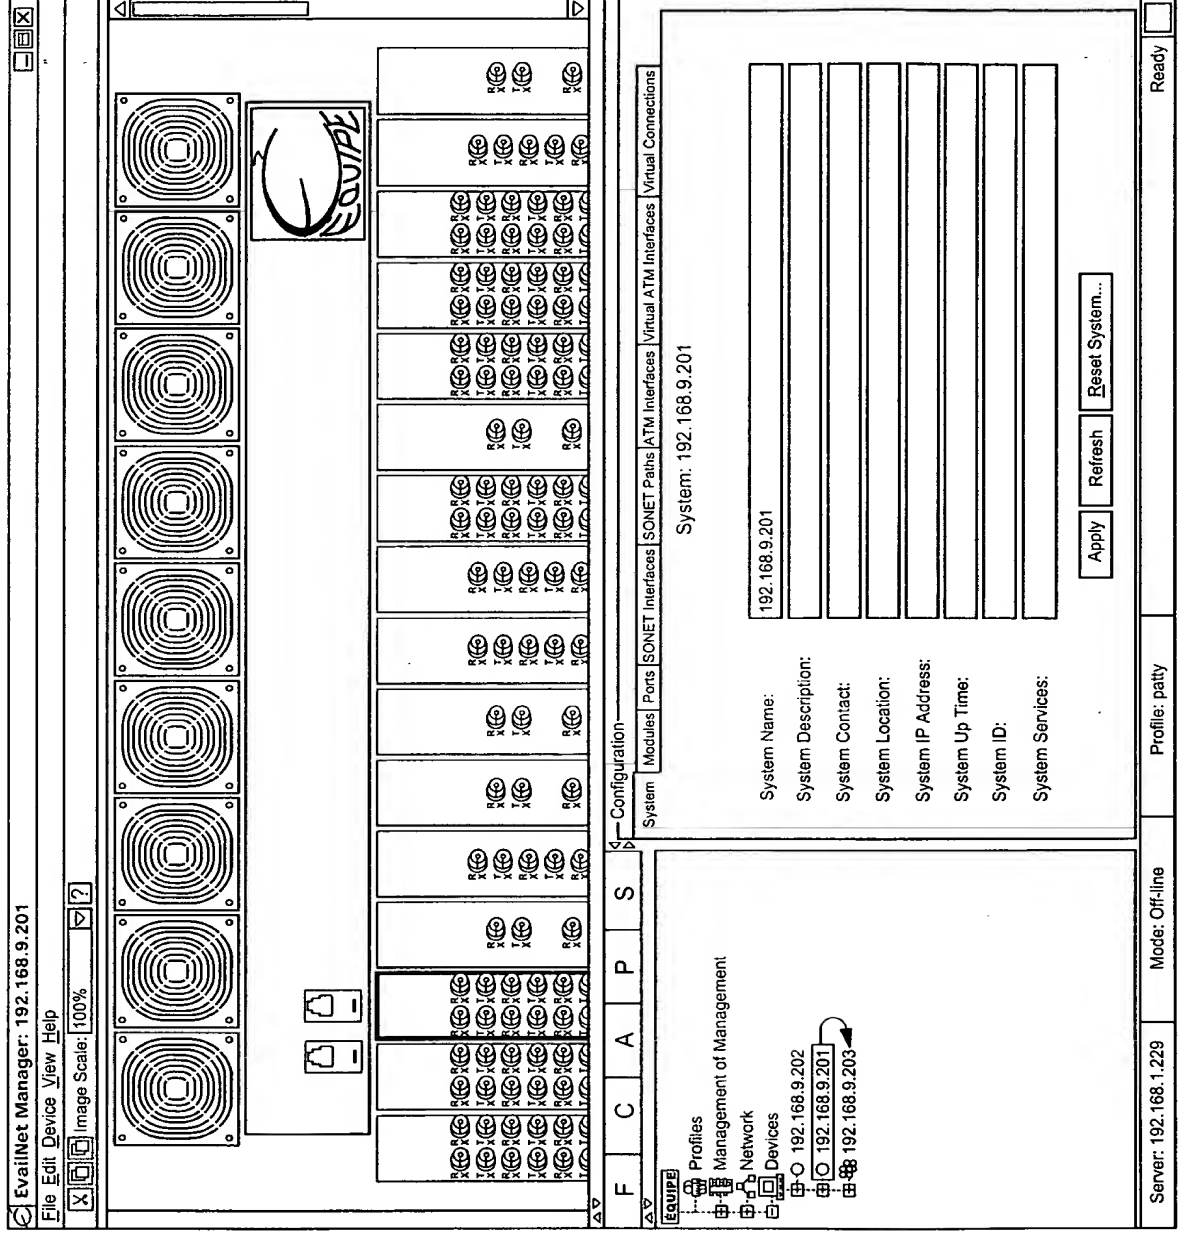 EvailNet Manager: 192.168.9.201
File Edit Device View Help
X Image Scale: 100% ?
EQUIPE
F C A P S
EQUIPE
Profiles
Management of Management
Network
Devices
192.168.9.202
192.168.9.201
192.168.9.203
Configuration
System Modules Ports SONET Interfaces SONET Paths ATM Interfaces Virtual ATM Interfaces Virtual Connections
System: 192.168.9.201
System Name: 192.168.9.201
System Description:
System Contact:
System Location:
System IP Address:
System Up Time:
System ID:
System Services:
Apply Refresh Reset System...
Server: 192.168.1.229 Mode: Off-line Profile: patty Ready